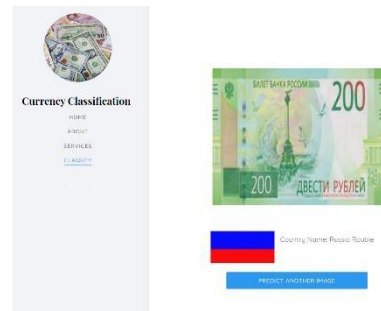 Currency Classification
HOME
ABOUT
SERVICES
CLASSIFY
БИЛЕТ БАНКА РОССИИ
200
200
ДВЕСТИ РУБЛЕЙ
Country Name: Russia Rouble
PREDICT ANOTHER IMAGE